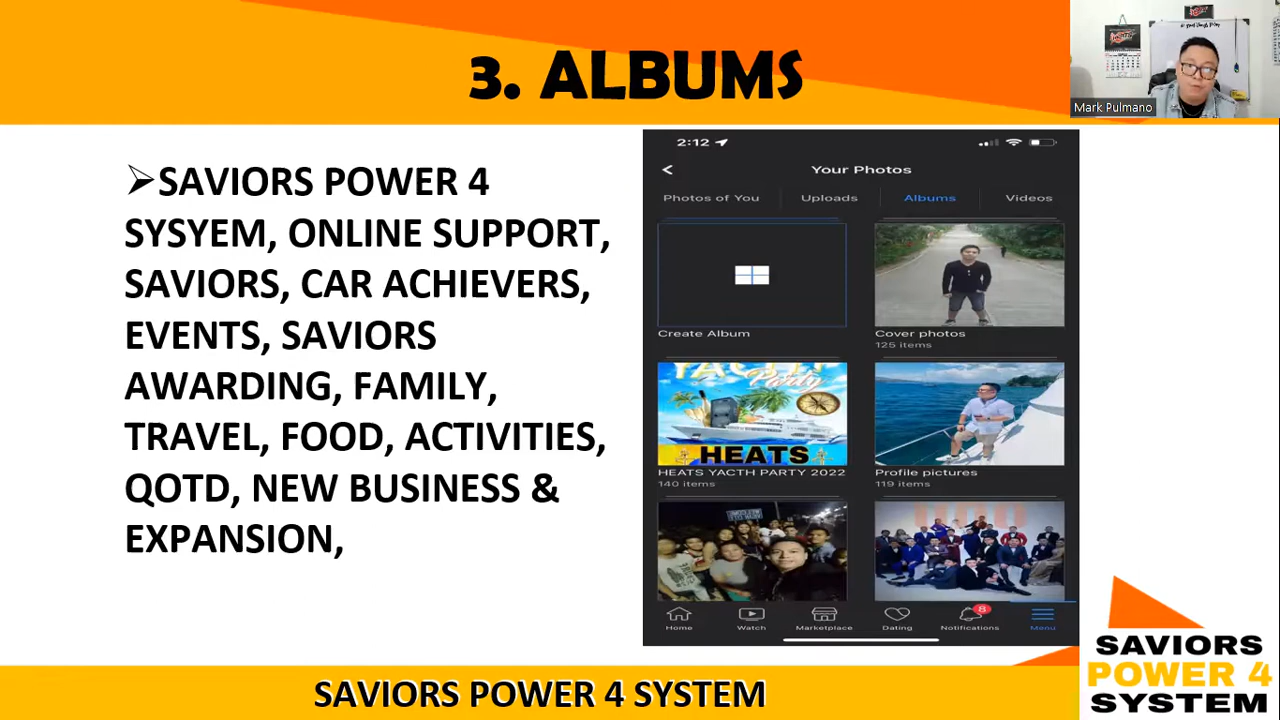 3. ALBUMS
Mark Pulmano
➢SAVIORS POWER 4
SYSYEM, ONLINE SUPPORT,
SAVIORS, CAR ACHIEVERS,
EVENTS, SAVIORS
AWARDING, FAMILY,
TRAVEL, FOOD, ACTIVITIES,
QOTD, NEW BUSINESS &
EXPANSION,
2:12
Your Photos
Photos of You Uploads Albums Videos
Create Album
Cover photos
125 items
YACTH
Party
HEATS
HEATS YACTH PARTY 2022
140 items
Profile pictures
119 items
8
Home Watch Marketplace Dating Notifications Menu
SAVIORS
POWER 4
SYSTEM
SAVIORS POWER 4 SYSTEM